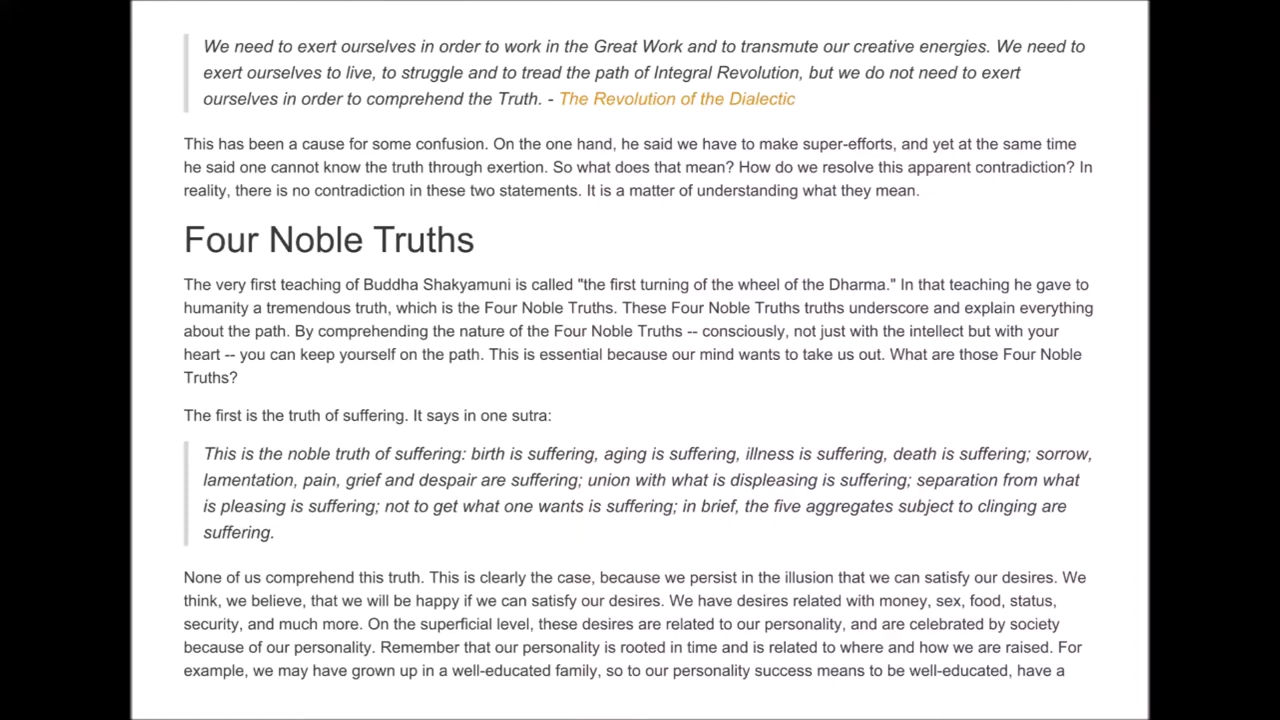 We need to exert ourselves in order to work in the Great Work and to transmute our creative energies. We need to
exert ourselves to live, to struggle and to tread the path of Integral Revolution, but we do not need to exert
ourselves in order to comprehend the Truth. - The Revolution of the Dialectic
This has been a cause for some confusion. On the one hand, he said we have to make super-efforts, and yet at the same time
he said one cannot know the truth through exertion. So what does that mean? How do we resolve this apparent contradiction? In
reality, there is no contradiction in these two statements. It is a matter of understanding what they mean.
Four Noble Truths
The very first teaching of Buddha Shakyamuni is called "the first turning of the wheel of the Dharma." In that teaching he gave to
humanity a tremendous truth, which is the Four Noble Truths. These Four Noble Truths truths underscore and explain everything
about the path. By comprehending the nature of the Four Noble Truths -- consciously, not just with the intellect but with your
heart -- you can keep yourself on the path. This is essential because our mind wants to take us out. What are those Four Noble
Truths?
The first is the truth of suffering. It says in one sutra:
This is the noble truth of suffering: birth is suffering, aging is suffering, illness is suffering, death is suffering; sorrow,
lamentation, pain, grief and despair are suffering; union with what is displeasing is suffering; separation from what
is pleasing is suffering; not to get what one wants is suffering; in brief, the five aggregates subject to clinging are
suffering.
None of us comprehend this truth. This is clearly the case, because we persist in the illusion that we can satisfy our desires. We
think, we believe, that we will be happy if we can satisfy our desires. We have desires related with money, sex, food, status,
security, and much more. On the superficial level, these desires are related to our personality, and are celebrated by society
because of our personality. Remember that our personality is rooted in time and is related to where and how we are raised. For
example, we may have grown up in a well-educated family, so to our personality success means to be well-educated, have a